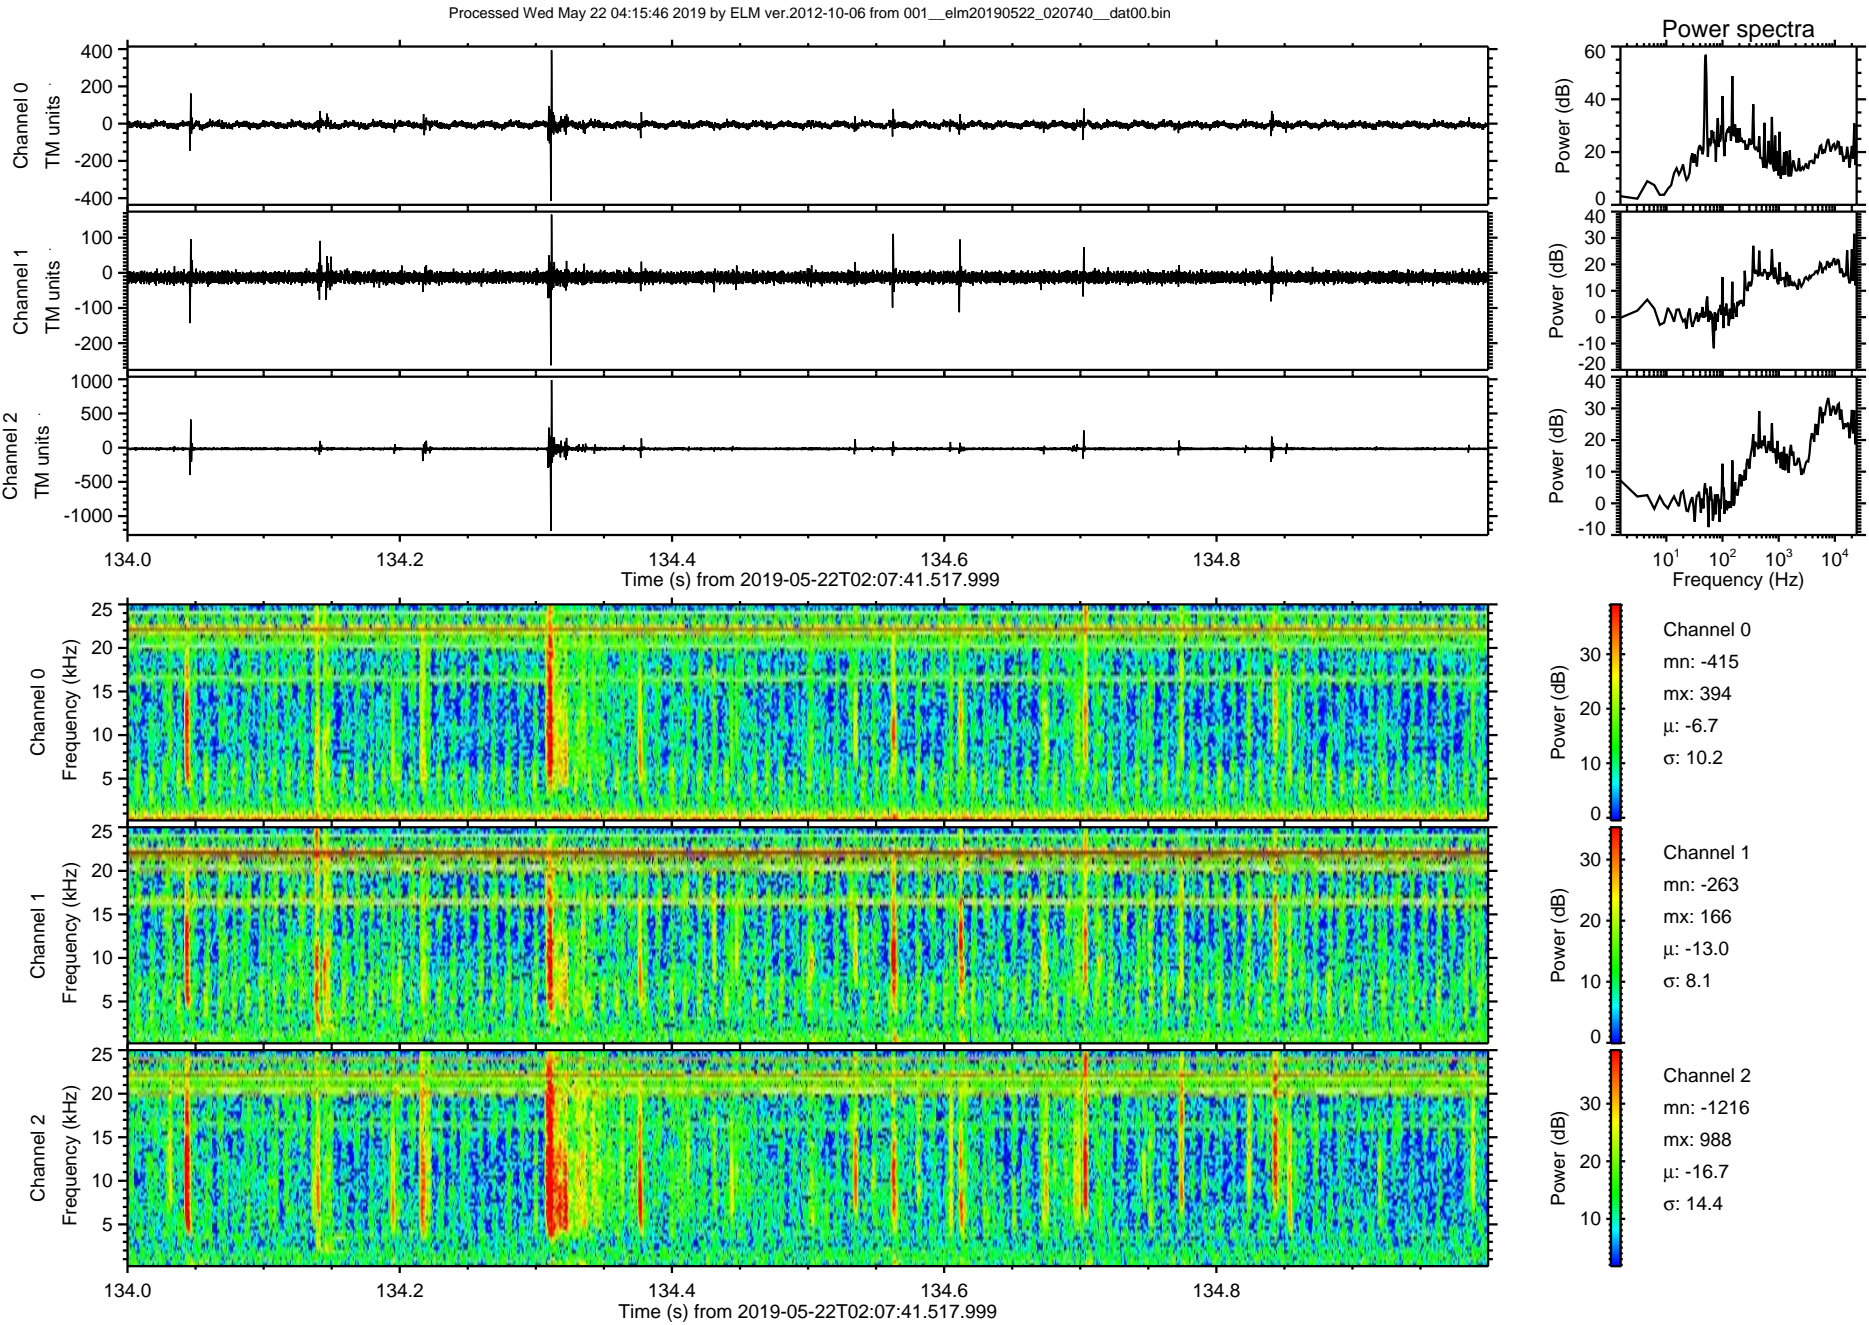 Processed Wed May 22 04:15:46 2019 by ELM ver.2012-10-06 from 001__elm20190522_020740__dat00.bin
Power spectra
Channel 0
TM units
400
200
0
-200
-400
Power (dB)
60
40
20
0
Channel 1
TM units
100
0
-100
-200
Power (dB)
40
30
20
10
0
-10
-20
Channel 2
TM units
1000
500
0
-500
-1000
Power (dB)
40
30
20
10
0
-10
134.0 134.2 134.4 134.6 134.8
Time (s) from 2019-05-22T02:07:41.517.999
10¹ 10² 10³ 10⁴
Frequency (Hz)
Channel 0
Frequency (kHz)
25
20
15
10
5
Power (dB)
30
20
10
0
Channel 0
mn: -415
mx: 394
μ: -6.7
σ: 10.2
Channel 1
Frequency (kHz)
25
20
15
10
5
Power (dB)
30
20
10
0
Channel 1
mn: -263
mx: 166
μ: -13.0
σ: 8.1
Channel 2
Frequency (kHz)
25
20
15
10
5
Power (dB)
30
20
10
Channel 2
mn: -1216
mx: 988
μ: -16.7
σ: 14.4
134.0 134.2 134.4 134.6 134.8
Time (s) from 2019-05-22T02:07:41.517.999